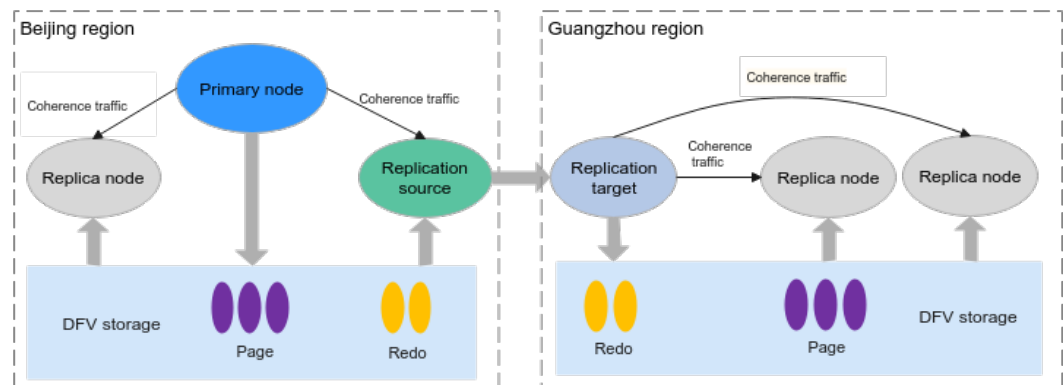 Beijing region
Primary node
Coherence traffic
Coherence traffic
Replica node
Replication
source
DFV storage
Page
Redo
Guangzhou region
Coherence traffic
Coherence
traffic
Replication
target
Replica node
Replica node
Redo
Page
DFV storage